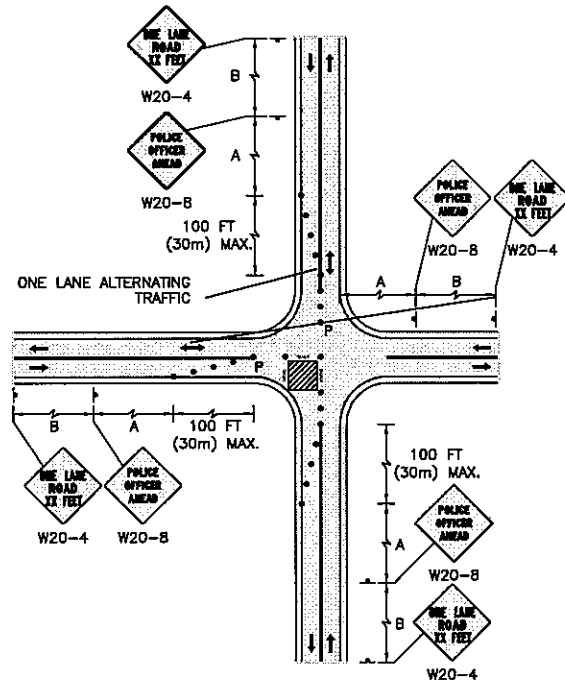 ONE LANE
ROAD
XX FEET
W20-4
B
POLICE
OFFICER
AHEAD
W20-8
A
100 FT
(30m) MAX.
ONE LANE ALTERNATING
TRAFFIC
POLICE
OFFICER
AHEAD
W20-8
ONE LANE
ROAD
XX FEET
W20-4
A
B
P
P
B
A
100 FT
(30m) MAX.
ONE LANE
ROAD
XX FEET
W20-4
POLICE
OFFICER
AHEAD
W20-8
100 FT
(30m) MAX.
A
POLICE
OFFICER
AHEAD
W20-8
B
ONE LANE
ROAD
XX FEET
W20-4